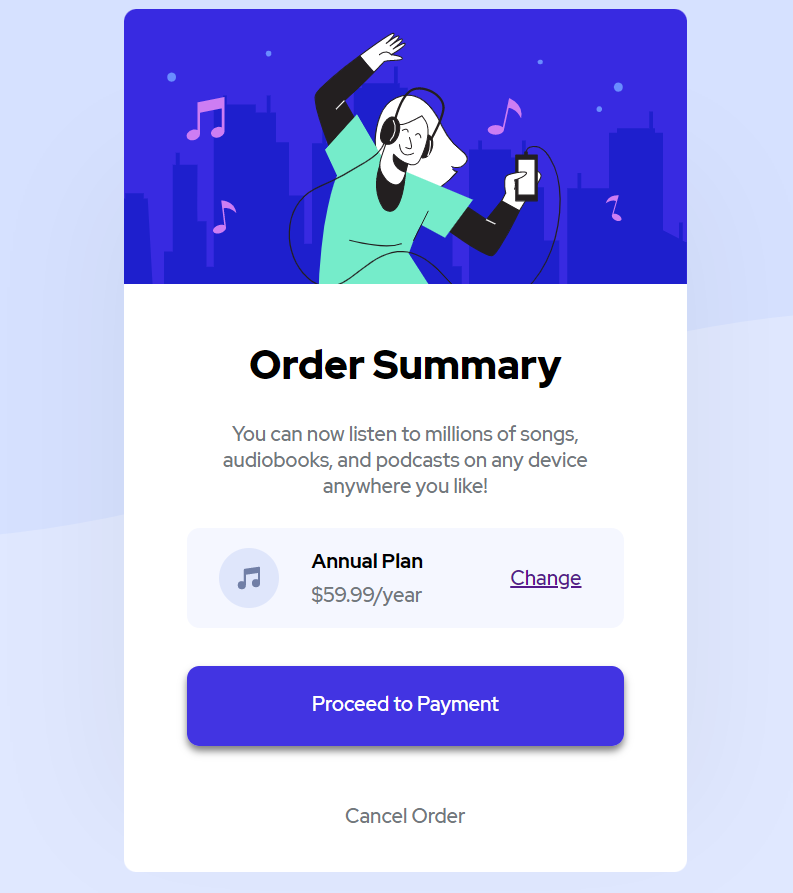 Order Summary
You can now listen to millions of songs,
audiobooks, and podcasts on any device
anywhere you like!
Annual Plan
$59.99/year
Change
Proceed to Payment
Cancel Order